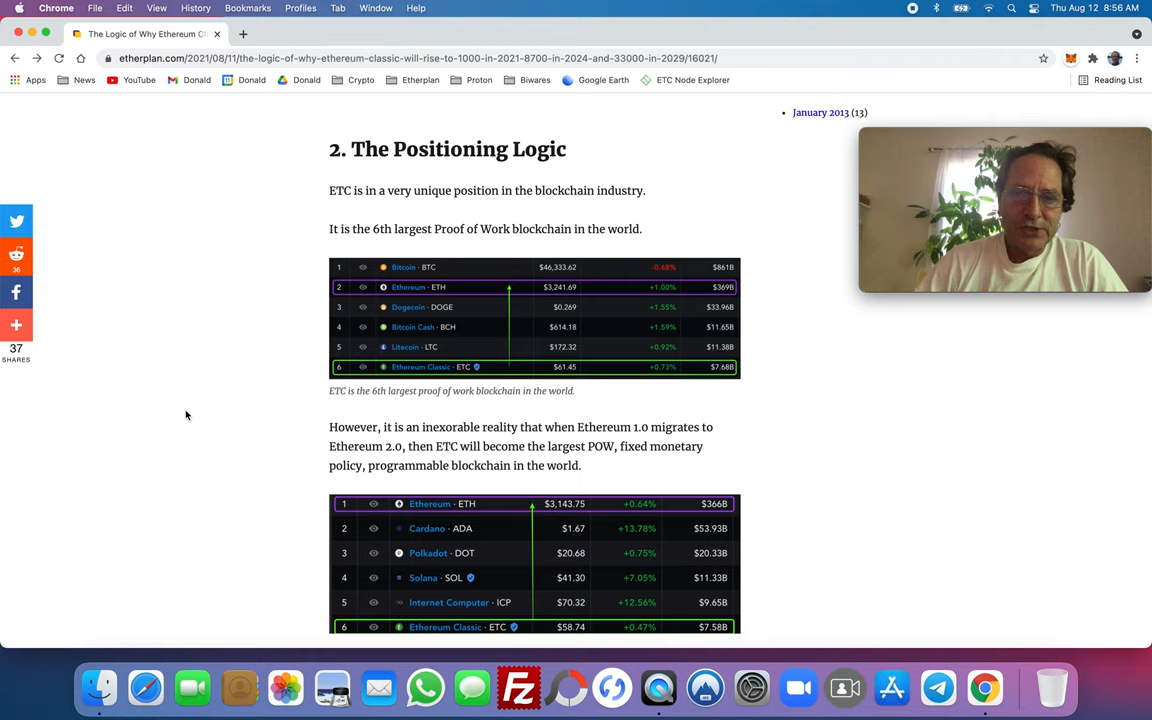 Chrome File Edit View History Bookmarks Profiles Tab Window Help Thu Aug 12 8:56 AM
The Logic of Why Ethereum Cl
etherplan.com/2021/08/11/the-logic-of-why-ethereum-classic-will-rise-to-1000-in-2021-8700-in-2024-and-33000-in-2029/16021/
Apps News YouTube Donald Donald Donald Crypto Etherplan Proton Biwares Google Earth ETC Node Explorer Reading List
• January 2013 (13)
2. The Positioning Logic
ETC is in a very unique position in the blockchain industry.
It is the 6th largest Proof of Work blockchain in the world.
1 Bitcoin · BTC $46,333.62 -0.68% $861B
2 Ethereum · ETH $3,241.69 +1.00% $369B
3 Dogecoin · DOGE $0.269 +1.55% $33.96B
4 Bitcoin Cash · BCH $614.18 +1.59% $11.65B
5 Litecoin · LTC $172.32 +0.92% $11.38B
6 Ethereum Classic · ETC $61.45 +0.73% $7.68B
ETC is the 6th largest proof of work blockchain in the world.
36
37
SHARES
However, it is an inexorable reality that when Ethereum 1.0 migrates to
Ethereum 2.0, then ETC will become the largest POW, fixed monetary
policy, programmable blockchain in the world.
1 Ethereum · ETH $3,143.75 +0.64% $366B
2 Cardano · ADA $1.67 +13.78% $53.93B
3 Polkadot · DOT $20.68 +0.75% $20.33B
4 Solana · SOL $41.30 +7.05% $11.33B
5 Internet Computer · ICP $70.32 +12.56% $9.65B
6 Ethereum Classic · ETC $58.74 +0.47% $7.58B
FZ